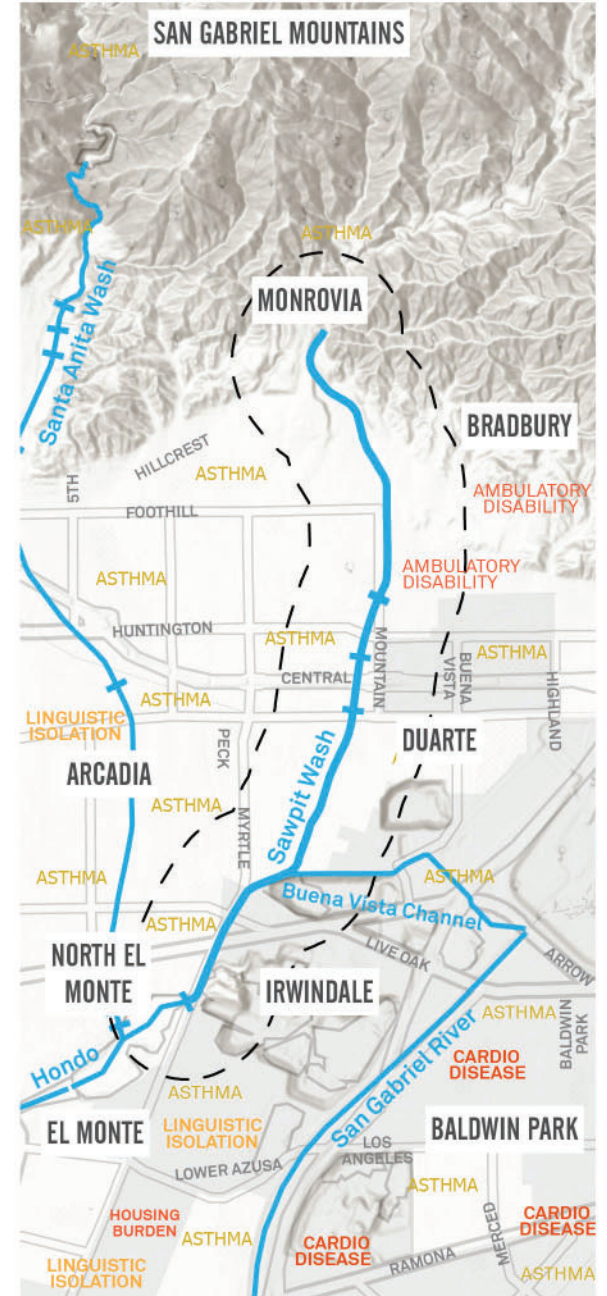 SAN GABRIEL MOUNTAINS
ASTHMA
ASTHMA
ASTHMA
MONROVIA
Santa Anita Wash
BRADBURY
HILLCREST
ASTHMA
5TH
AMBULATORY
DISABILITY
FOOTHILL
ASTHMA
AMBULATORY
DISABILITY
HUNTINGTON
ASTHMA
MOUNTAIN
BUENA
VISTA
ASTHMA
CENTRAL
HIGHLAND
ASTHMA
LINGUISTIC
ISOLATION
PECK
DUARTE
ARCADIA
Sawpit Wash
ASTHMA
MYRTLE
ASTHMA
ASTHMA
Buena Vista Channel
ASTHMA
LIVE OAK
ARROW
NORTH EL
MONTE
IRWINDALE
ASTHMA
BALDWIN
PARK
Hondo
San Gabriel River
CARDIO
DISEASE
ASTHMA
EL MONTE
LINGUISTIC
ISOLATION
BALDWIN PARK
LOS
ANGELES
LOWER AZUSA
ASTHMA
HOUSING
BURDEN
ASTHMA
CARDIO
DISEASE
MERCED
CARDIO
DISEASE
RAMONA
LINGUISTIC
ISOLATION
ASTHMA